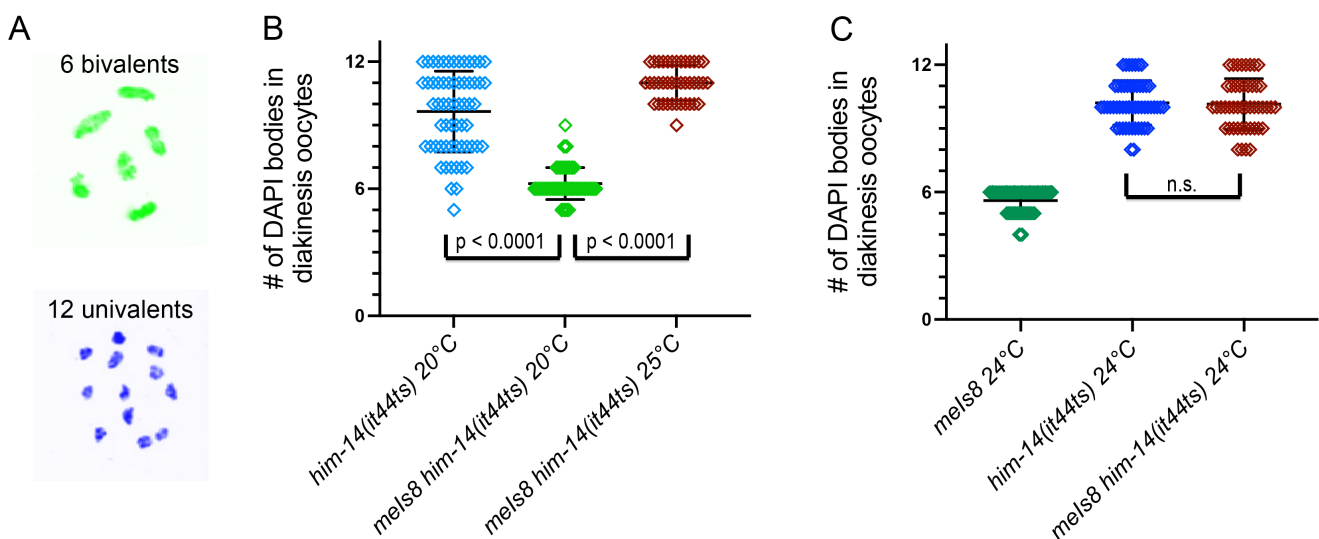 A
6 bivalents
12 univalents
B
# of DAPI bodies in
diakinesis oocytes
12
6
0
p < 0.0001
p < 0.0001
him-14(it44ts) 20°C
meIs8 him-14(it44ts) 20°C
meIs8 him-14(it44ts) 25°C
C
# of DAPI bodies in
diakinesis oocytes
12
6
0
n.s.
meIs8 24°C
him-14(it44ts) 24°C
meIs8 him-14(it44ts) 24°C